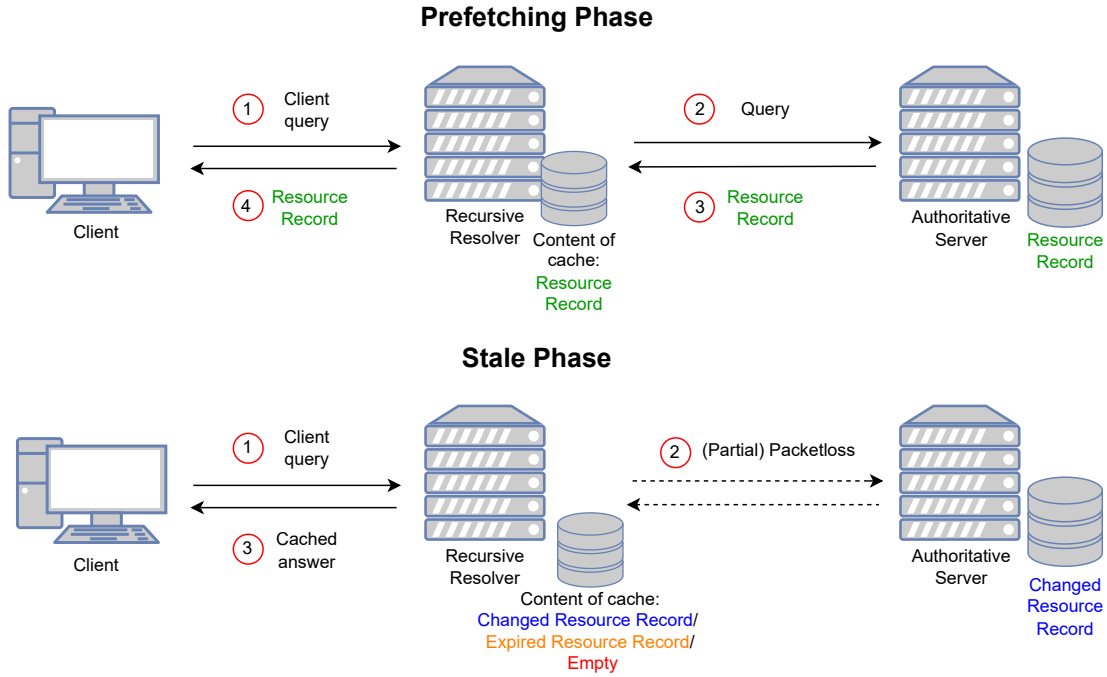 Prefetching Phase
1
Client
query
2
Query
4
Resource
Record
3
Resource
Record
Client
Recursive
Resolver
Content of
cache:
Resource
Record
Authoritative
Server
Resource
Record
Stale Phase
1
Client
query
2
(Partial) Packetloss
3
Cached
answer
Client
Recursive
Resolver
Content of cache:
Changed Resource Record/
Expired Resource Record/
Empty
Authoritative
Server
Changed
Resource
Record